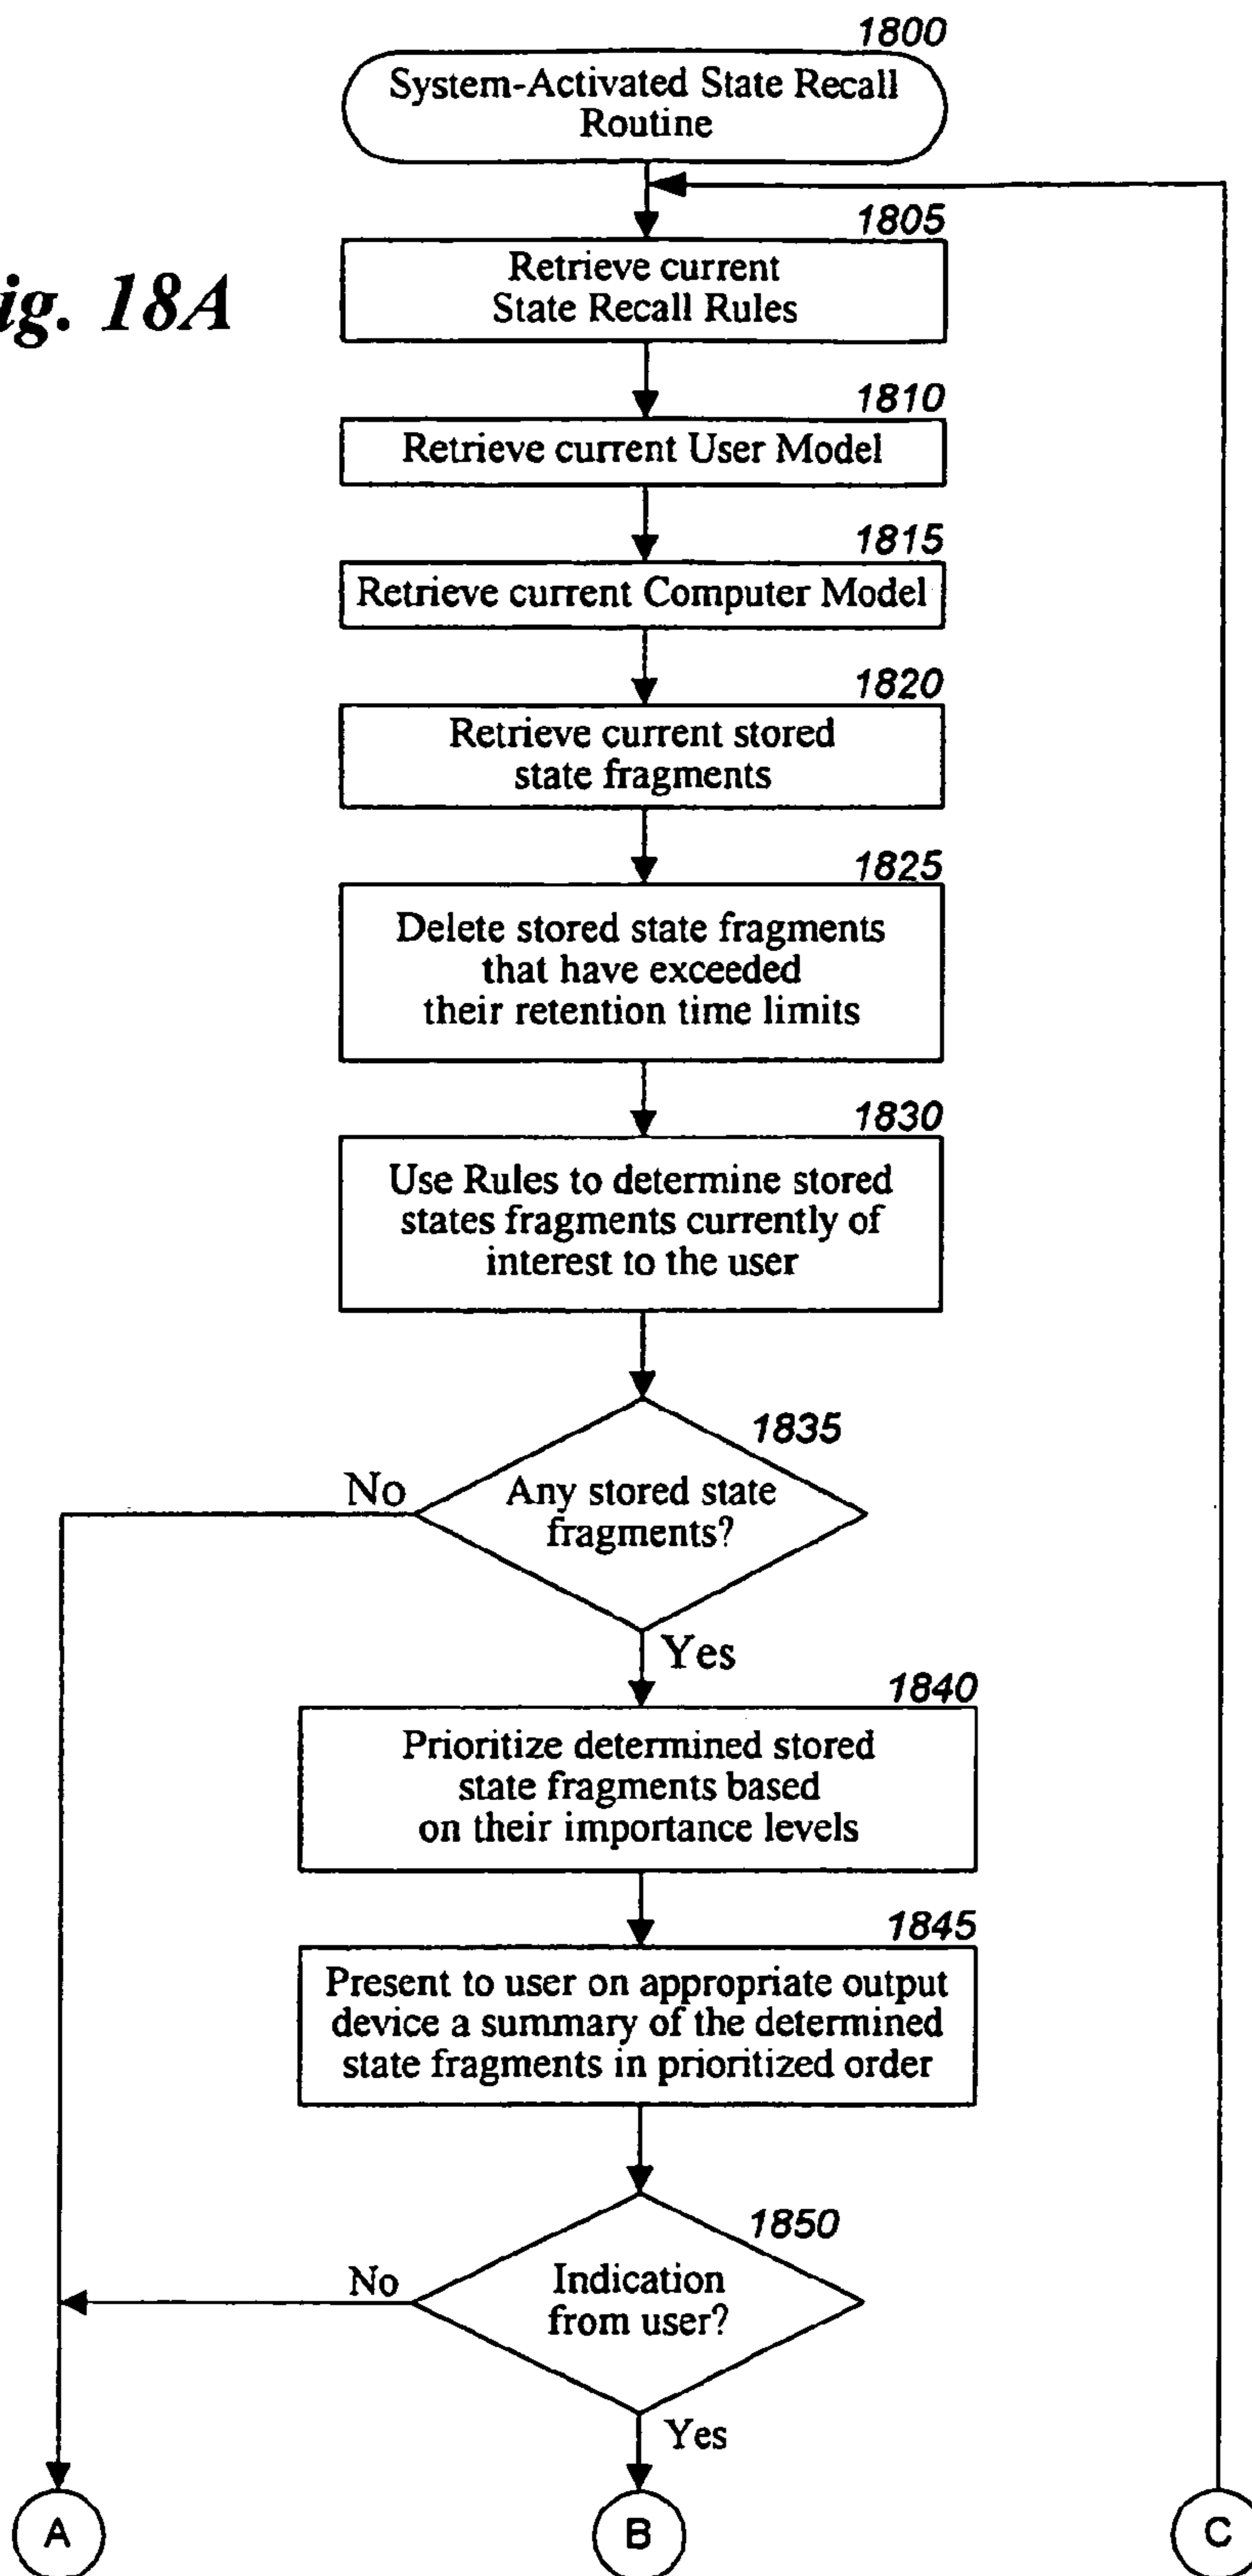 1800
System-Activated State Recall
Routine
1805
ig. 18A
Retrieve current
State Recall Rules
1810
Retrieve current User Model
1815
Retrieve current Computer Model
1820
Retrieve current stored
state fragments
1825
Delete stored state fragments
that have exceeded
their retention time limits
1830
Use Rules to determine stored
states fragments currently of
interest to the user
1835
No
Any stored state
fragments?
Yes
1840
Prioritize determined stored
state fragments based
on their importance levels
1845
Present to user on appropriate output
device a summary of the determined
state fragments in prioritized order
1850
No
Indication
from user?
Yes
A
B
C